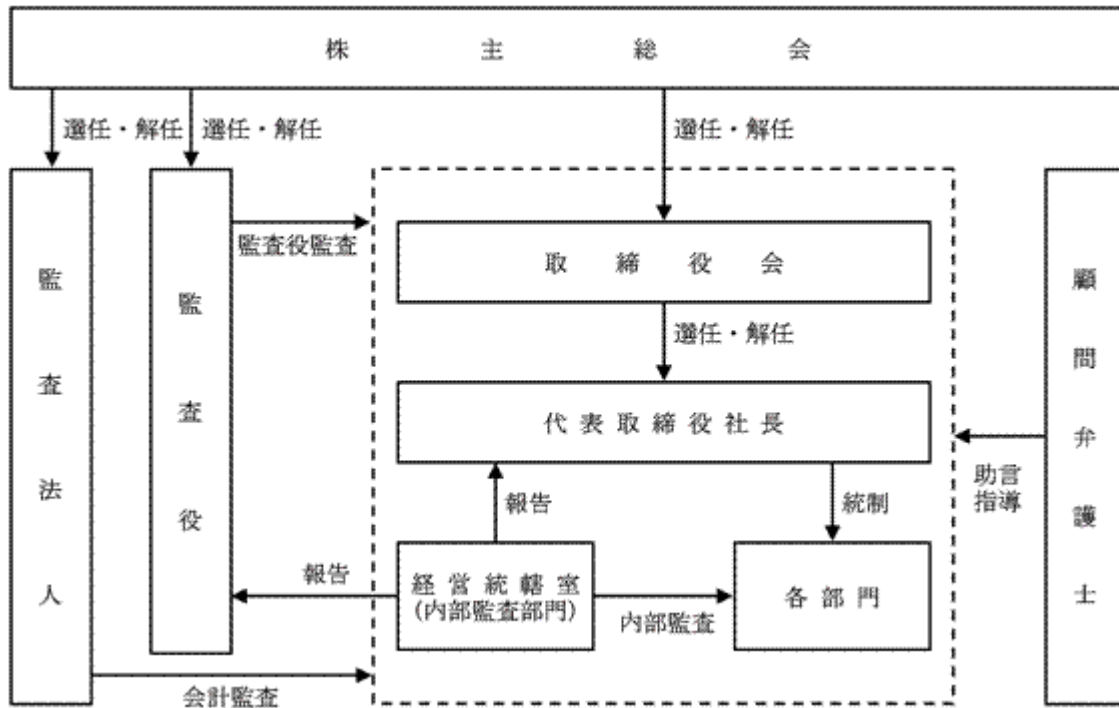 株主総会
選任・解任
選任・解任
選任・解任
監査法人
監査役
監査役監査
取締役会
選任・解任
代表取締役社長
顧問弁護士
助言
指導
報告
統制
報告
経営統轄室
(内部監査部門)
内部監査
各部門
会計監査